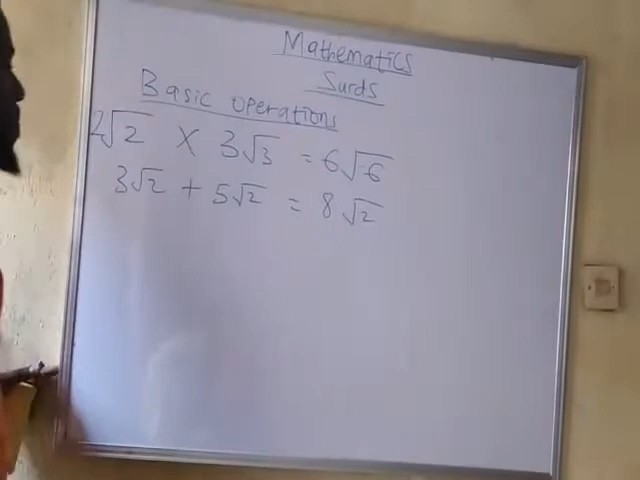 Mathematics
Surds
Basic operations
2√2 × 3√3 = 6√6
3√2 + 5√2 = 8√2